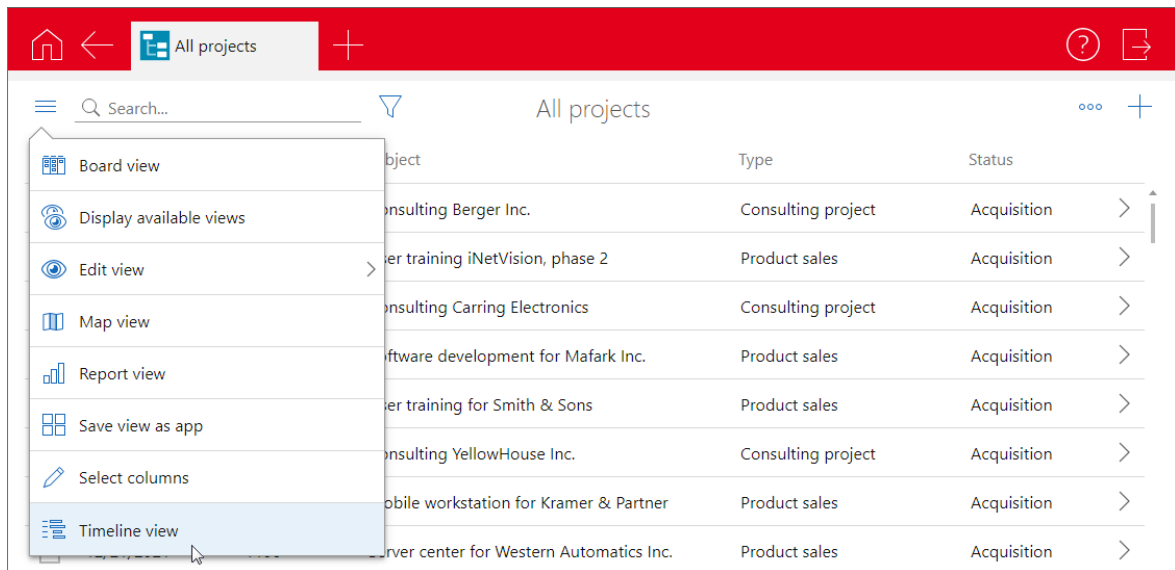 All projects
?
Search...
All projects
Board view
Display available views
Edit view
Map view
Report view
Save view as app
Select columns
Timeline view
bject Type Status
onsulting Berger Inc. Consulting project Acquisition
ser training iNetVision, phase 2 Product sales Acquisition
onsulting Carring Electronics Consulting project Acquisition
oftware development for Mafark Inc. Product sales Acquisition
ser training for Smith & Sons Product sales Acquisition
onsulting YellowHouse Inc. Consulting project Acquisition
obile workstation for Kramer & Partner Product sales Acquisition
erver center for Western Automatics Inc. Product sales Acquisition